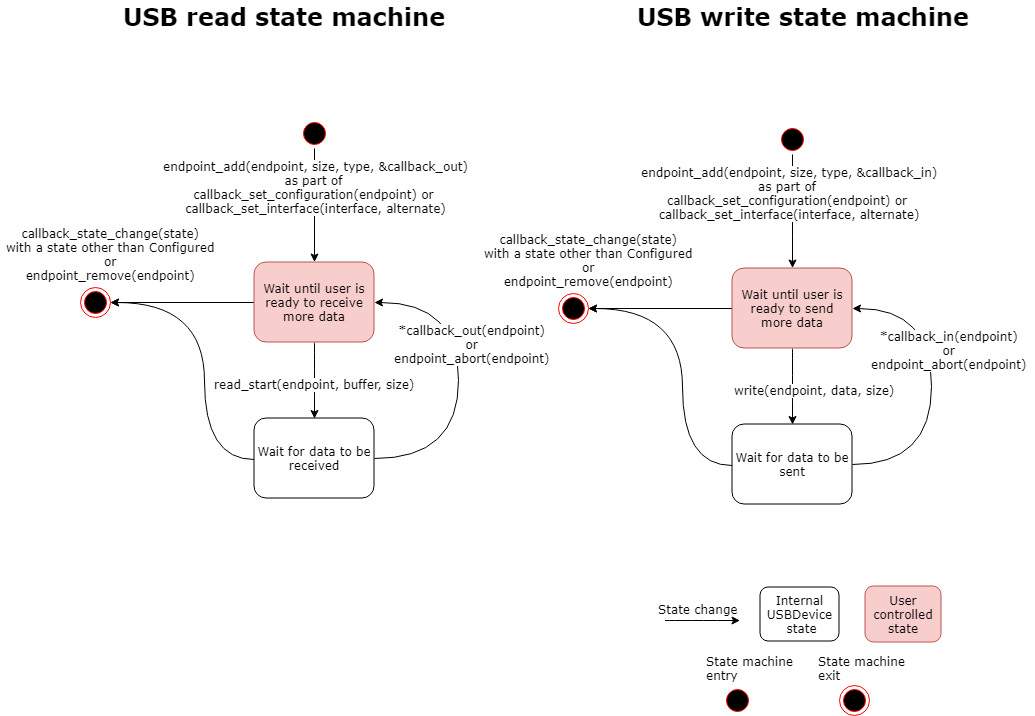 USB read state machine
endpoint_add(endpoint, size, type, &callback_out)
as part of
callback_set_configuration(endpoint) or
callback_set_interface(interface, alternate)
callback_state_change(state)
with a state other than Configured
or
endpoint_remove(endpoint)
Wait until user is
ready to receive
more data
*callback_out(endpoint)
or
endpoint_abort(endpoint)
read_start(endpoint, buffer, size)
Wait for data to be
received
USB write state machine
endpoint_add(endpoint, size, type, &callback_in)
as part of
callback_set_configuration(endpoint) or
callback_set_interface(interface, alternate)
callback_state_change(state)
with a state other than Configured
or
endpoint_remove(endpoint)
Wait until user is
ready to send
more data
*callback_in(endpoint)
or
endpoint_abort(endpoint)
write(endpoint, data, size)
Wait for data to be
sent
State change
Internal
USBDevice
state
User
controlled
state
State machine
entry
State machine
exit